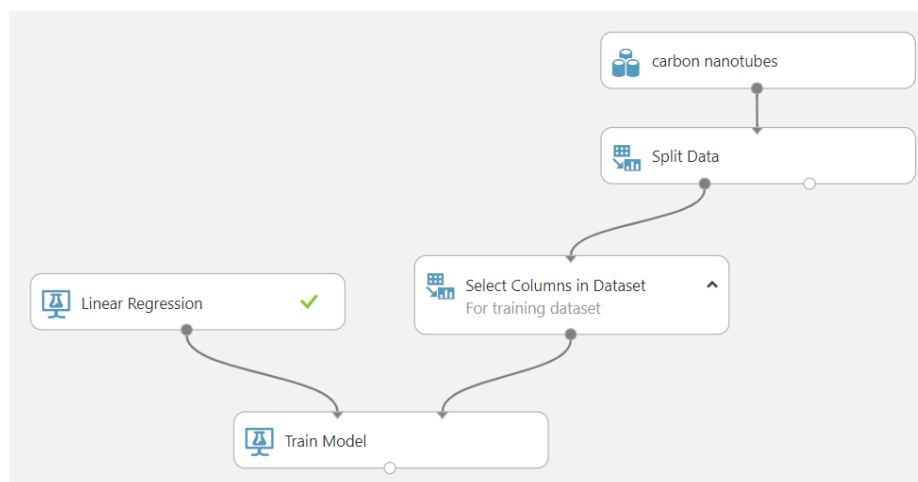 carbon nanotubes
Split Data
Select Columns in Dataset
For training dataset
Linear Regression
Train Model